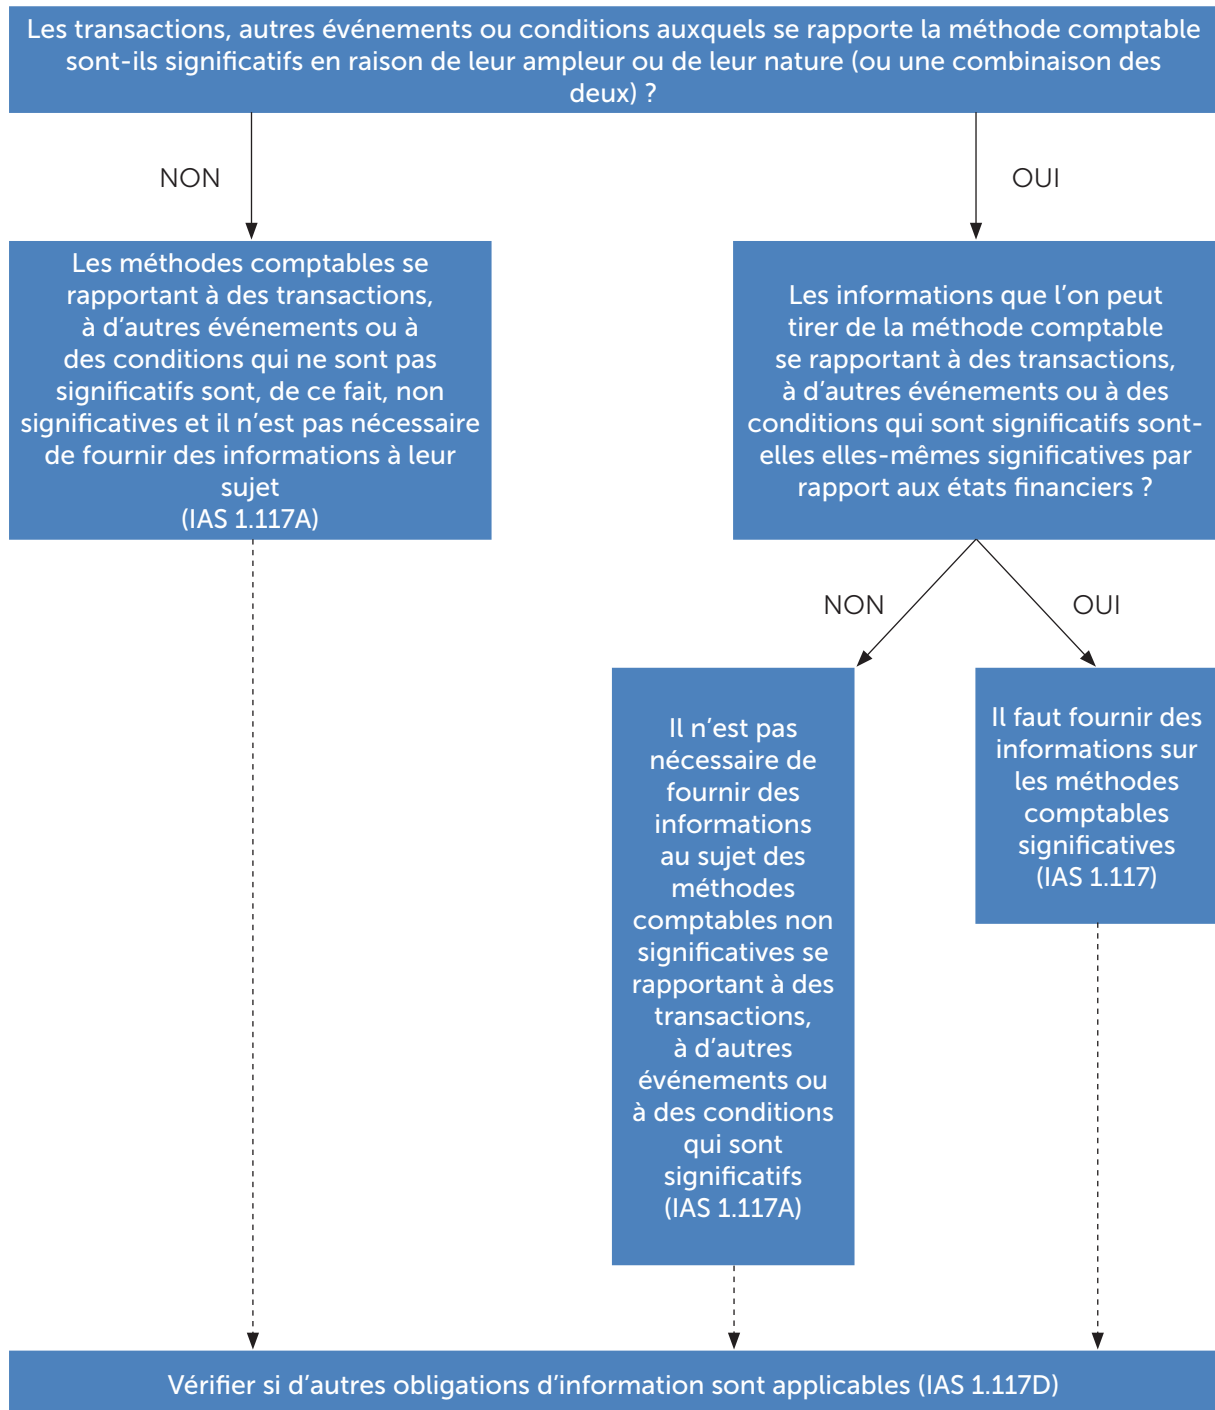 Les transactions, autres événements ou conditions auxquels se rapporte la méthode comptable
sont-ils significatifs en raison de leur ampleur ou de leur nature (ou une combinaison des
deux) ?
NON
OUI
Les méthodes comptables se
rapportant à des transactions,
à d’autres événements ou à
des conditions qui ne sont pas
significatifs sont, de ce fait, non
significatives et il n’est pas nécessaire
de fournir des informations à leur
sujet
(IAS 1.117A)
Les informations que l’on peut
tirer de la méthode comptable
se rapportant à des transactions,
à d’autres événements ou à des
conditions qui sont significatifs sont-
elles elles-mêmes significatives par
rapport aux états financiers ?
NON
OUI
Il n’est pas
nécessaire de
fournir des
informations
au sujet des
méthodes
comptables non
significatives se
rapportant à des
transactions,
à d’autres
événements ou
à des conditions
qui sont
significatifs
(IAS 1.117A)
Il faut fournir des
informations sur
les méthodes
comptables
significatives
(IAS 1.117)
Vérifier si d’autres obligations d’information sont applicables (IAS 1.117D)